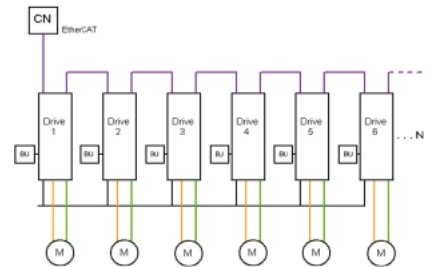 CN
EtherCAT
Drive
1
Drive
2
Drive
3
Drive
4
Drive
5
Drive
6
. . . N
BU
BU
BU
BU
BU
BU
M
M
M
M
M
M